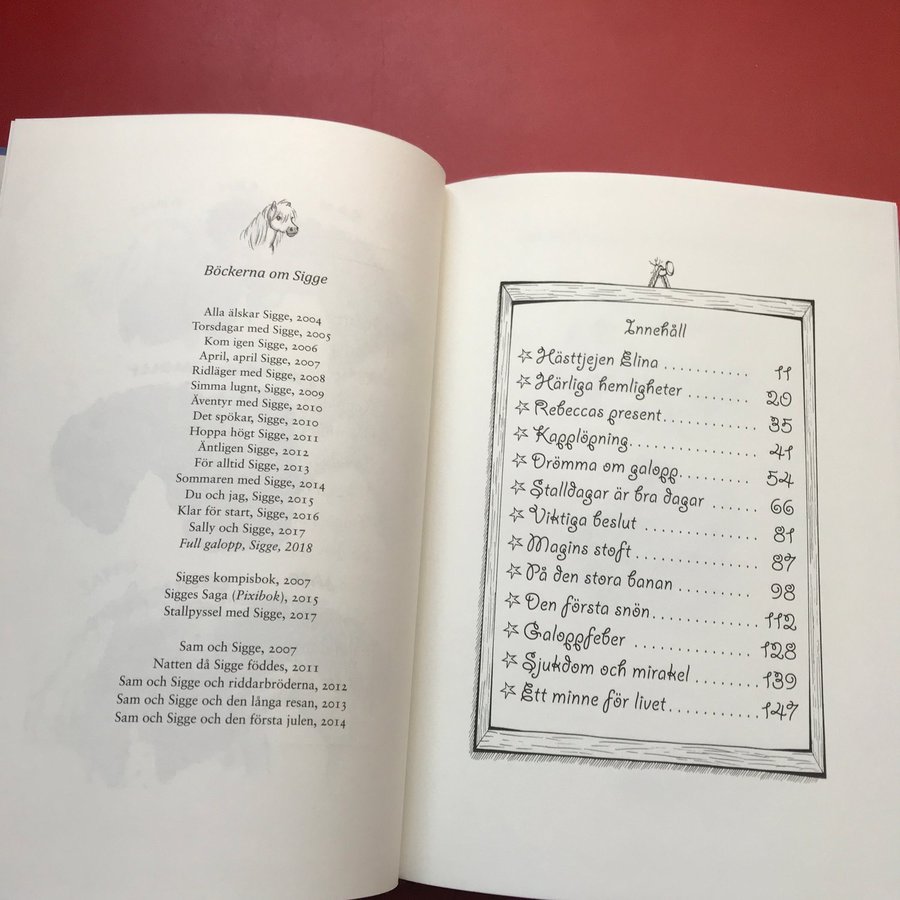 Böckerna om Sigge
Alla älskar Sigge, 2004
Torsdagar med Sigge, 2005
Kom igen Sigge, 2006
April, april Sigge, 2007
Ridläger med Sigge, 2008
Simma lugnt, Sigge, 2009
Äventyr med Sigge, 2010
Det spökar, Sigge, 2010
Hoppa högt Sigge, 2011
Äntligen Sigge, 2012
För alltid Sigge, 2013
Sommaren med Sigge, 2014
Du och jag, Sigge, 2015
Klar för start, Sigge, 2016
Sally och Sigge, 2017
Full galopp, Sigge, 2018
Sigges kompisbok, 2007
Sigges Saga (Pixibok), 2015
Stallpyssel med Sigge, 2017
Sam och Sigge, 2007
Natten då Sigge föddes, 2011
Sam och Sigge och riddarbröderna, 2012
Sam och Sigge och den långa resan, 2013
Sam och Sigge och den första julen, 2014
Innehåll
Hästtjejen Elina .......... 11
Härliga hemligheter ........ 20
Rebeccas present.......... 35
Kapplöpning.............. 41
Drömma om galopp......... 54
Stalldagar är bra dagar ...... 66
Viktiga beslut ............ 81
Magins stoft ............. 87
På den stora banan ......... 98
Den första snön........... 112
Galoppfeber ............. 128
Sjukdom och mirakel ....... 139
Ett minne för livet........... 147